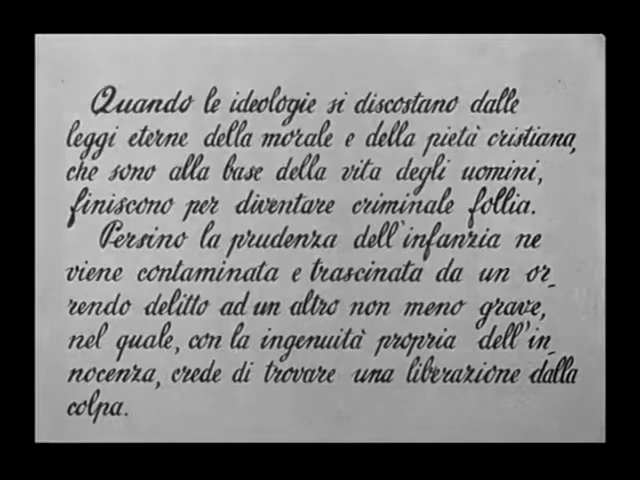 Quando le ideologie si discostano dalle
leggi eterne della morale e della pietà cristiana,
che sono alla base della vita degli uomini,
finiscono per diventare criminale follia.
Persino la prudenza dell'infanzia ne
viene contaminata e trascinata da un or_
rendo delitto ad un altro non meno grave,
nel quale, con la ingenuità propria dell'in_
nocenza, crede di trovare una liberazione dalla
colpa.